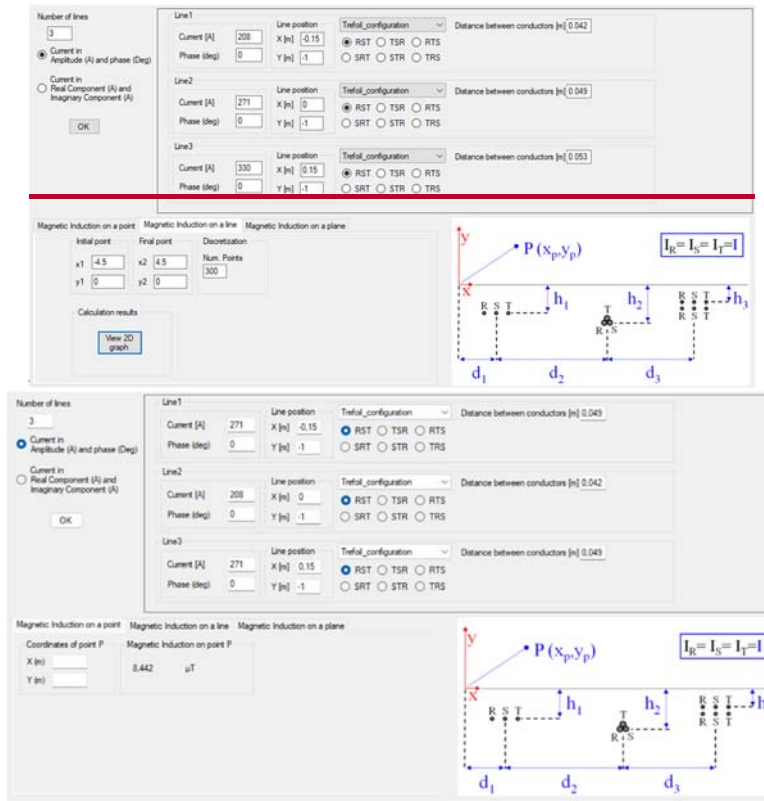 Number of lines
3
Current in
Amplitude (A) and phase (Deg)
Current in
Real Component (A) and
Imaginary Component (A)
OK
Line1
Current [A] 208
Phase (deg) 0
Line position
X [m] -0.15
Y [m] -1
Trefoil_configuration
RST TSR RTS
SRT STR TRS
Distance between conductors [m] 0.042
Line2
Current [A] 271
Phase (deg) 0
Line position
X [m] 0
Y [m] -1
Trefoil_configuration
RST TSR RTS
SRT STR TRS
Distance between conductors [m] 0.049
Line3
Current [A] 330
Phase (deg) 0
Line position
X [m] 0.15
Y [m] -1
Trefoil_configuration
RST TSR RTS
SRT STR TRS
Distance between conductors [m] 0.053
Magnetic Induction on a point Magnetic Induction on a line Magnetic Induction on a plane
Initial point Final point Discretization
x1 -4.5 x2 4.5 Num. Points
y1 0 y2 0 300
Calculation results
View 2D
graph
y
P (xp,yp)
IR= IS= IT=I
x
h1 h2 h3
R S T
T
R S
R S T
R S T
d1 d2 d3
Number of lines
3
Current in
Amplitude (A) and phase (Deg)
Current in
Real Component (A) and
Imaginary Component (A)
OK
Line1
Current [A] 271
Phase (deg) 0
Line position
X [m] -0,15
Y [m] -1
Trefoil_configuration
RST TSR RTS
SRT STR TRS
Distance between conductors [m] 0,049
Line2
Current [A] 208
Phase (deg) 0
Line position
X [m] 0
Y [m] -1
Trefoil_configuration
RST TSR RTS
SRT STR TRS
Distance between conductors [m] 0,042
Line3
Current [A] 271
Phase (deg) 0
Line position
X [m] 0,15
Y [m] -1
Trefoil_configuration
RST TSR RTS
SRT STR TRS
Distance between conductors [m] 0,049
Magnetic Induction on a point Magnetic Induction on a line Magnetic Induction on a plane
Coordinates of point P
X (m)
Y (m)
Magnetic Induction on point P
8,442 µT
y
P (xp,yp)
IR= IS= IT=I
x
h1 h2 h
R S T
T
R S
R S T
R S T
d1 d2 d3